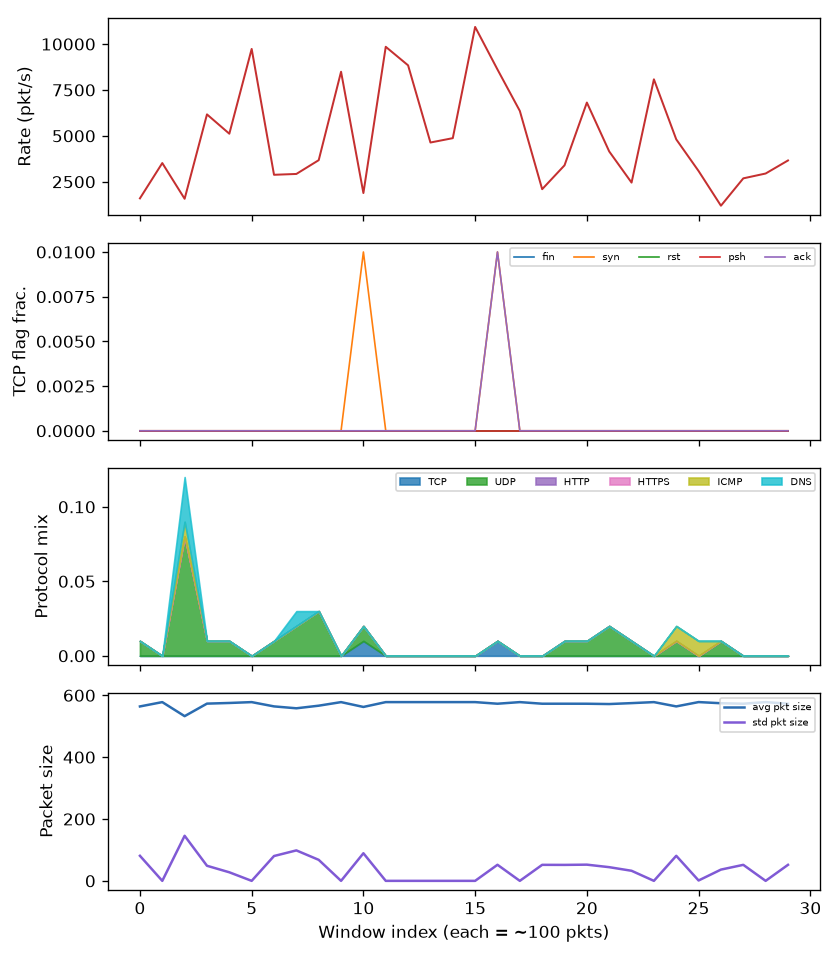 10000
7500
5000
2500
Rate (pkt/s)
0.0100
0.0075
0.0050
0.0025
0.0000
TCP flag frac.
fin syn rst psh ack
0.10
0.05
0.00
Protocol mix
TCP UDP HTTP HTTPS ICMP DNS
600
400
200
0
Packet size
avg pkt size
std pkt size
0 5 10 15 20 25 30
Window index (each = ~100 pkts)